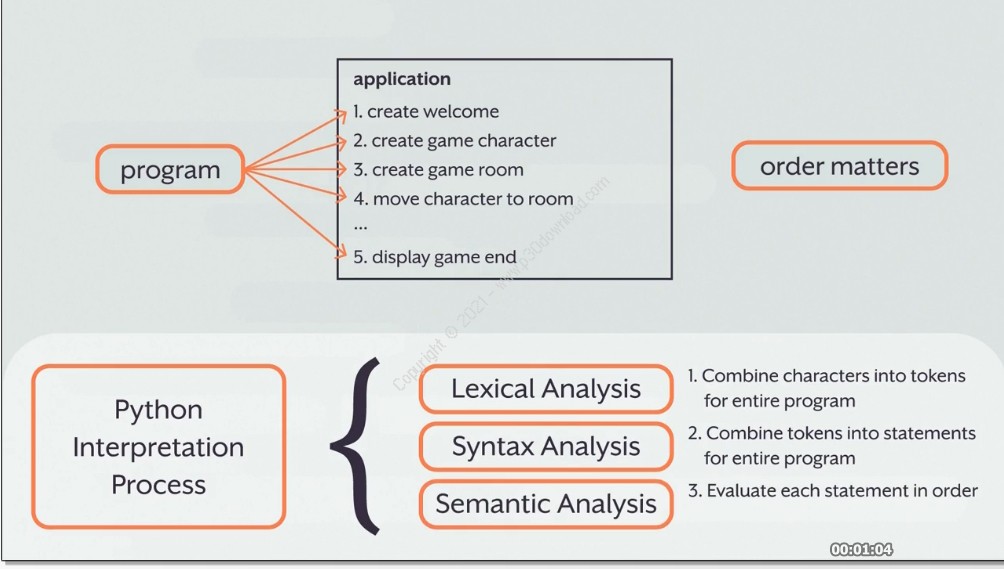 application
1. create welcome
2. create game character
3. create game room
4. move character to room
...
5. display game end
program
order matters
Copyright © 2021 - www.p30download.com
Python
Interpretation
Process
{
Lexical Analysis
Syntax Analysis
Semantic Analysis
1. Combine characters into tokens
for entire program
2. Combine tokens into statements
for entire program
3. Evaluate each statement in order
00:01:04